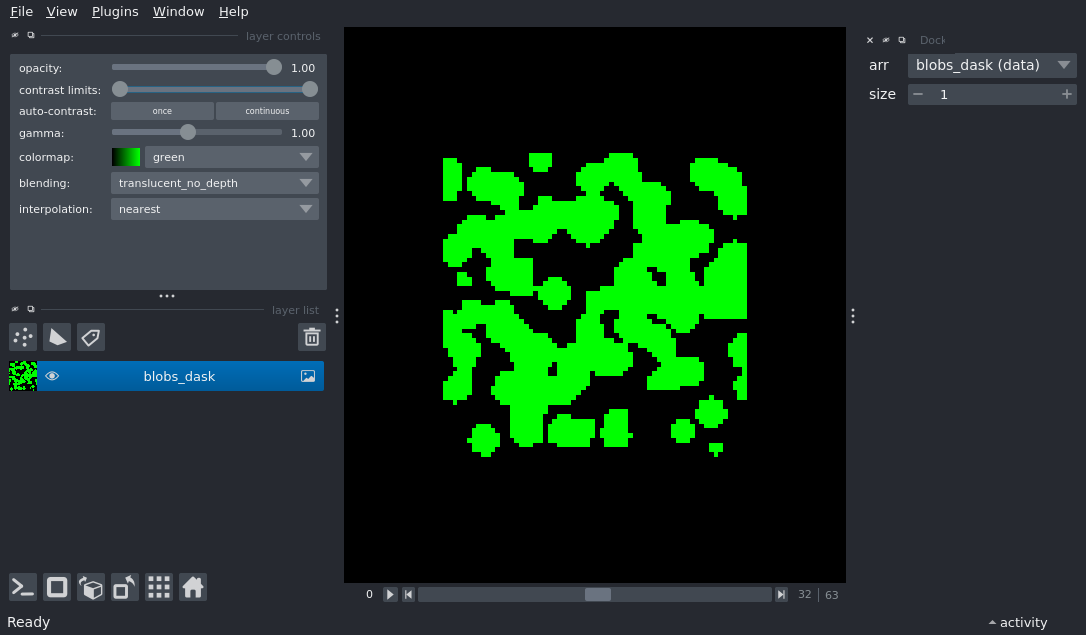 File View Plugins Window Help
layer controls
opacity: 1.00
contrast limits:
auto-contrast: once continuous
gamma: 1.00
colormap: green
blending: translucent_no_depth
interpolation: nearest
layer list
blobs_dask
Dock
arr blobs_dask (data)
size 1
0 32 63
Ready
activity